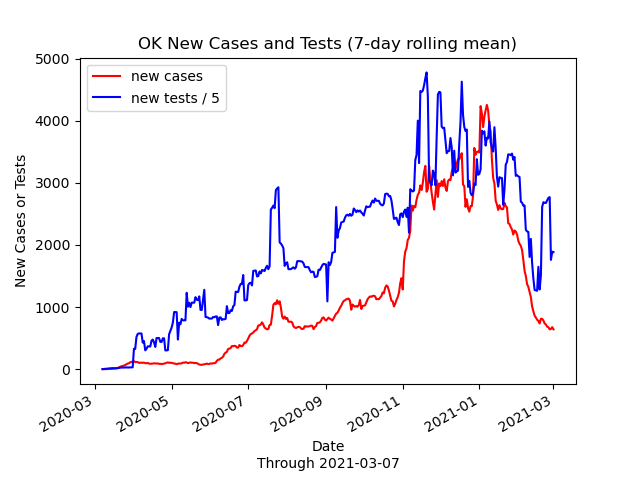 OK New Cases and Tests (7-day rolling mean)
new cases
new tests / 5
New Cases or Tests
5000
4000
3000
2000
1000
0
2020-03
2020-05
2020-07
2020-09
2020-11
2021-01
2021-03
Date
Through 2021-03-07